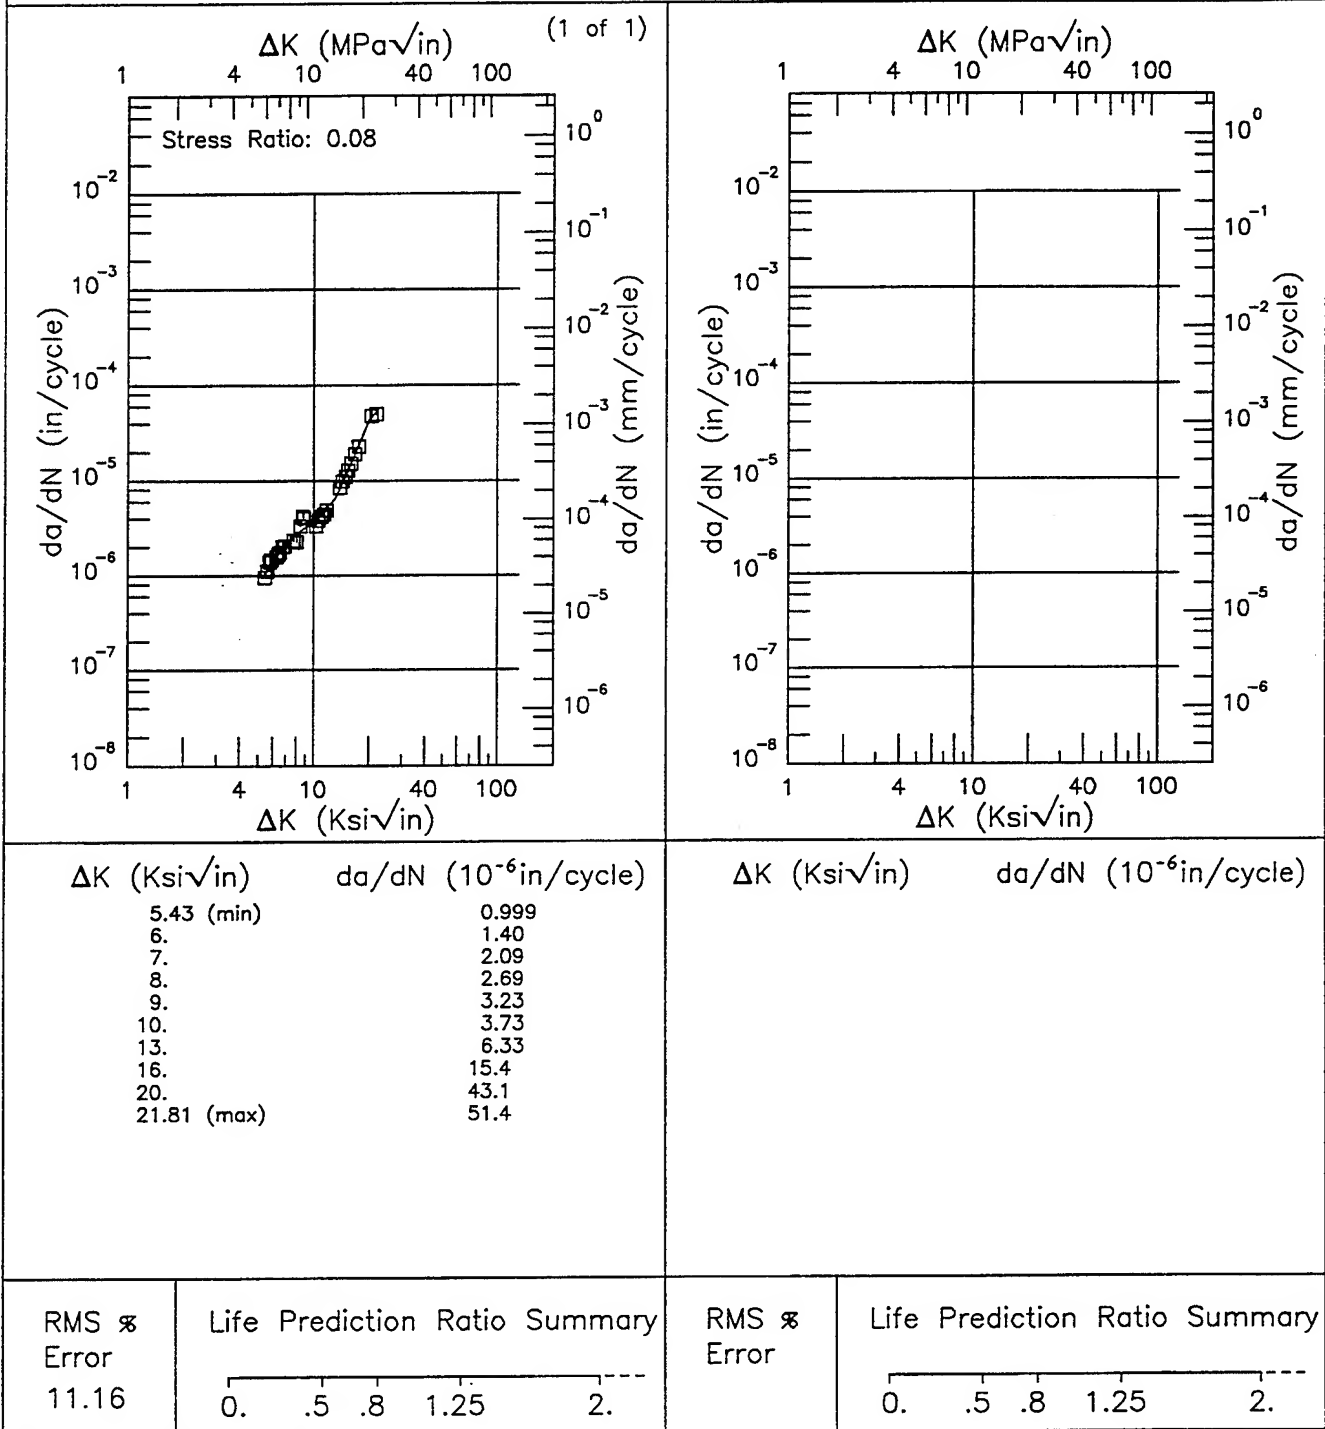 (1 of 1)
ΔK (MPa√in)
1 4 10 40 100
Stress Ratio: 0.08
da/dN (in/cycle)
10⁻²
10⁻³
10⁻⁴
10⁻⁵
10⁻⁶
10⁻⁷
10⁻⁸
10⁰
10⁻¹
10⁻²
10⁻³
10⁻⁴
10⁻⁵
10⁻⁶
da/dN (mm/cycle)
1 4 10 40 100
ΔK (Ksi√in)
ΔK (MPa√in)
1 4 10 40 100
da/dN (in/cycle)
10⁻²
10⁻³
10⁻⁴
10⁻⁵
10⁻⁶
10⁻⁷
10⁻⁸
10⁰
10⁻¹
10⁻²
10⁻³
10⁻⁴
10⁻⁵
10⁻⁶
da/dN (mm/cycle)
1 4 10 40 100
ΔK (Ksi√in)
ΔK (Ksi√in) da/dN (10⁻⁶in/cycle)
5.43 (min) 0.999
6. 1.40
7. 2.09
8. 2.69
9. 3.23
10. 3.73
13. 6.33
16. 15.4
20. 43.1
21.81 (max) 51.4
ΔK (Ksi√in) da/dN (10⁻⁶in/cycle)
RMS %
Error
11.16
Life Prediction Ratio Summary
0. .5 .8 1.25 2.
RMS %
Error
Life Prediction Ratio Summary
0. .5 .8 1.25 2.